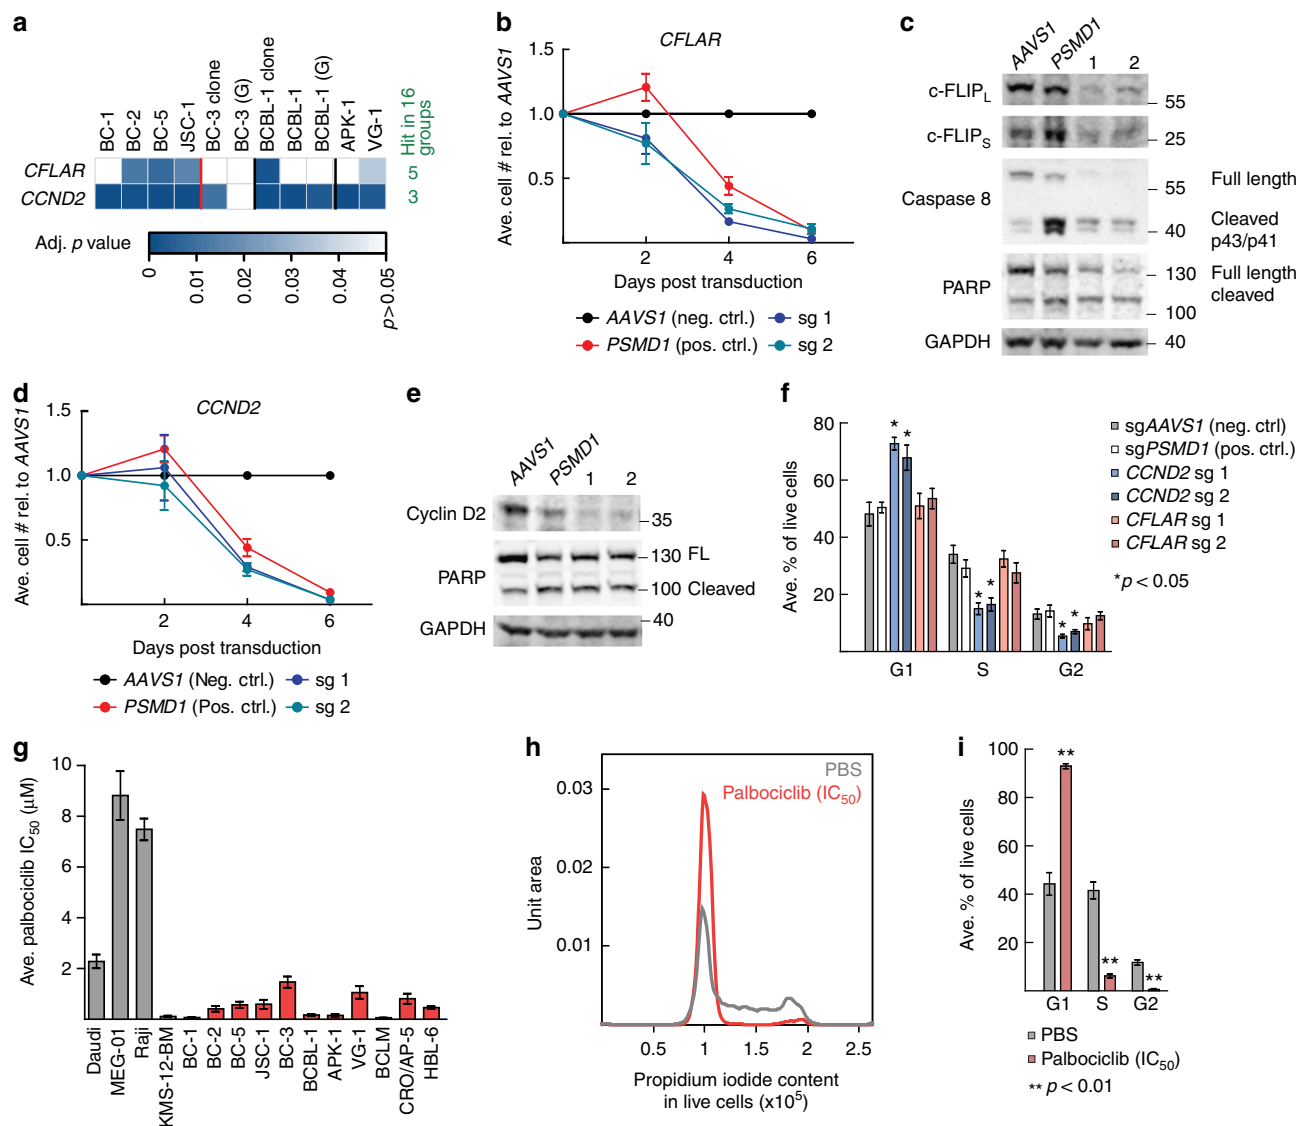 a
BC-1
BC-2
BC-5
JSC-1
BC-3 clone
BC-3 (G)
BCBL-1 clone
BCBL-1
BCBL-1 (G)
APK-1
VG-1
Hit in 16
groups
CFLAR
5
CCND2
3
Adj. p value
0
0.01
0.02
0.03
0.04
p>0.05
b
CFLAR
Ave. cell # rel. to AAVS1
1.5
1.0
0.5
2
4
6
Days post transduction
AAVS1 (neg. ctrl.)
sg 1
PSMD1 (pos. ctrl.)
sg 2
c
AAVS1
PSMD1
1
2
c-FLIPL
55
c-FLIPS
25
Caspase 8
55
Full length
40
Cleaved
p43/p41
PARP
130
Full length
cleaved
100
GAPDH
40
d
CCND2
Ave. cell # rel. to AAVS1
1.5
1.0
0.5
2
4
6
Days post transduction
AAVS1 (Neg. ctrl.)
sg 1
PSMD1 (Pos. ctrl.)
sg 2
e
AAVS1
PSMD1
1
2
Cyclin D2
35
PARP
130 FL
100 Cleaved
40
GAPDH
f
Ave. % of live cells
80
60
40
20
* *
* *
* *
G1
S
G2
sgAAVS1 (neg. ctrl)
sgPSMD1 (pos. ctrl.)
CCND2 sg 1
CCND2 sg 2
CFLAR sg 1
CFLAR sg 2
*p < 0.05
g
Ave. palbociclib IC50 (µM)
10
8
6
4
2
Daudi
MEG-01
Raji
KMS-12-BM
BC-1
BC-2
BC-5
JSC-1
BC-3
BCBL-1
APK-1
VG-1
BCLM
CRO/AP-5
HBL-6
h
PBS
Palbociclib (IC50)
Unit area
0.03
0.02
0.01
0.5
1
2
2.5
Propidium iodide content
in live cells (x10⁵)
i
Ave. % of live cells
100
80
60
40
20
**
**
**
G1
S
G2
PBS
Palbociclib (IC50)
** p < 0.01